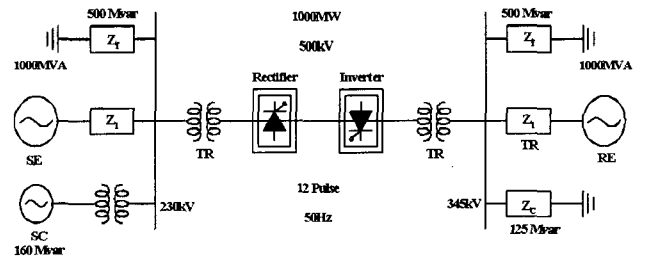 500 Mvar
1000MW
500 Mvar
Zf
500kV
Zf
1000MVA
1000MVA
Rectifier
Inverter
Z1
Z1
SE
TR
TR
TR
RE
12 Pulse
230kV
345kV
ZC
SC
50Hz
125 Mvar
160 Mvar